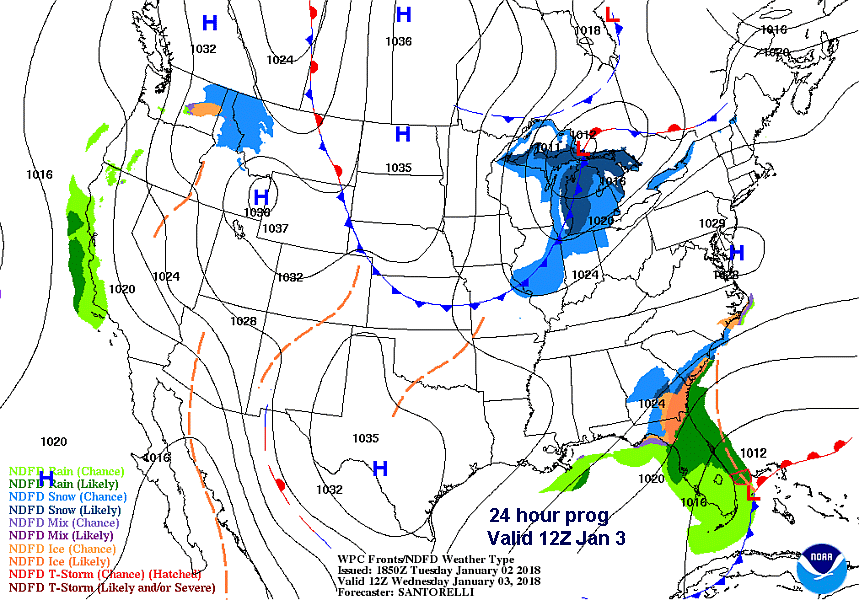 H
1032
1024
H
1036
L
1018
1016
1020
1012
L
1011
1016
H
1035
1016
H
1037
1020
1029
H
1024
1032
1020
1024
1028
1024
1035
H
1032
1016
1020
H
1012
L
1020
1016
NDFD Rain (Chance)
NDFD Rain (Likely)
NDFD Snow (Chance)
NDFD Snow (Likely)
NDFD Mix (Chance)
NDFD Mix (Likely)
NDFD Ice (Chance)
NDFD Ice (Likely)
NDFD T-Storm (Chance) (Hatched)
NDFD T-Storm (Likely and/or Severe)
24 hour prog
Valid 12Z Jan 3
WPC Fronts/NDFD Weather Type
Issued: 1850Z Tuesday January 02 2018
Valid 12Z Wednesday January 03, 2018
Forecaster: SANTORELLI
NOAA